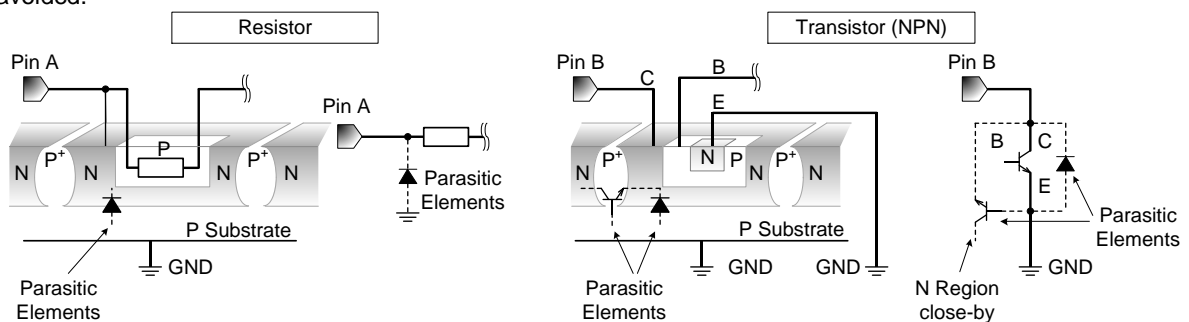 Resistor
Transistor (NPN)
Pin A
Pin A
P
N
P+
N
N
P+
N
Parasitic
Elements
P Substrate
GND
Parasitic
Elements
Pin B
C
B
E
Pin B
N
P+
N
N
P
N
P+
N
P Substrate
GND
GND
Parasitic
Elements
B
C
E
Parasitic
Elements
GND
N Region
close-by